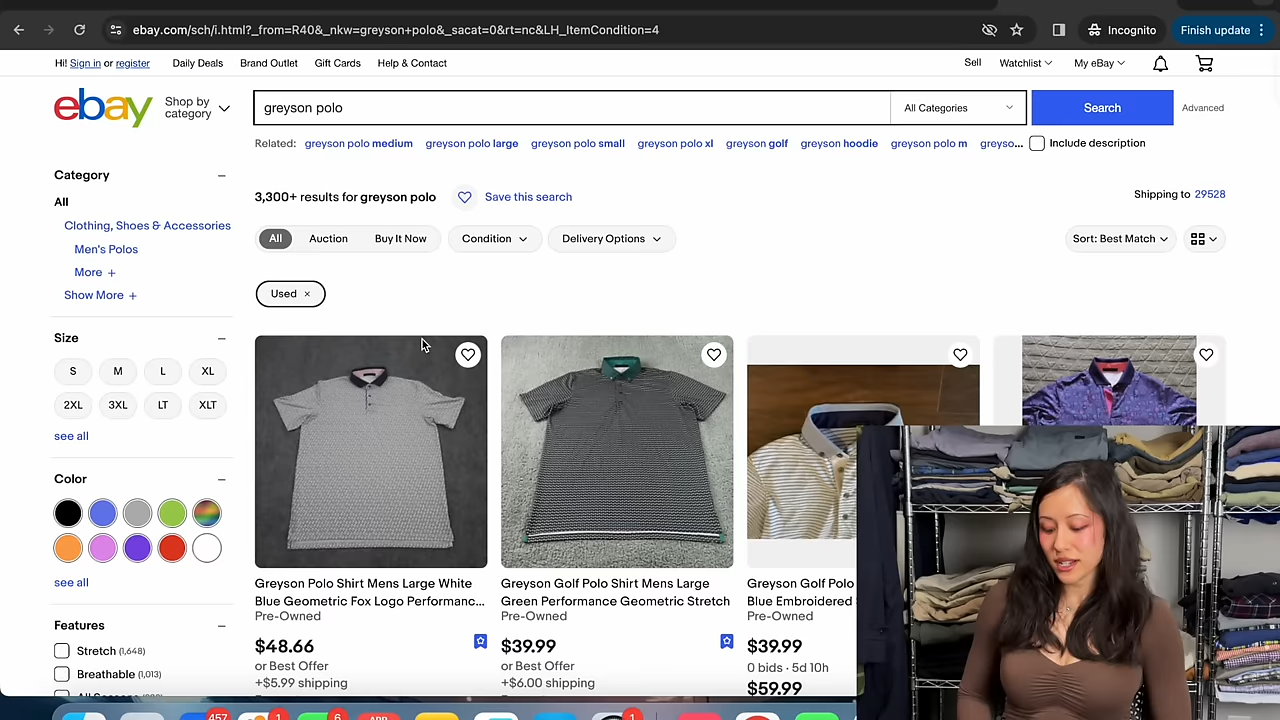 ebay.com/sch/i.html?_from=R40&_nkw=greyson+polo&_sacat=0&rt=nc&LH_ItemCondition=4
Incognito
Finish update
Hi! Sign in or register
Daily Deals
Brand Outlet
Gift Cards
Help & Contact
Sell
Watchlist
My eBay
ebay
Shop by category
greyson polo
All Categories
Search
Advanced
Related:
greyson polo medium
greyson polo large
greyson polo small
greyson polo xl
greyson golf
greyson hoodie
greyson polo m
greyso...
Include description
Category
All
Clothing, Shoes & Accessories
Men's Polos
More +
Show More +
3,300+ results for greyson polo
Save this search
Shipping to 29528
All
Auction
Buy It Now
Condition
Delivery Options
Sort: Best Match
Used ×
Size
S
M
L
XL
2XL
3XL
LT
XLT
see all
Color
see all
Features
Stretch (1,648)
Breathable (1,013)
Greyson Polo Shirt Mens Large White
Blue Geometric Fox Logo Performanc...
Pre-Owned
$48.66
or Best Offer
+$5.99 shipping
Greyson Golf Polo Shirt Mens Large
Green Performance Geometric Stretch
Pre-Owned
$39.99
or Best Offer
+$6.00 shipping
Greyson Golf Polo
Blue Embroidered
Pre-Owned
$39.99
0 bids · 5d 10h
$59.99
457
1
6
APP
1